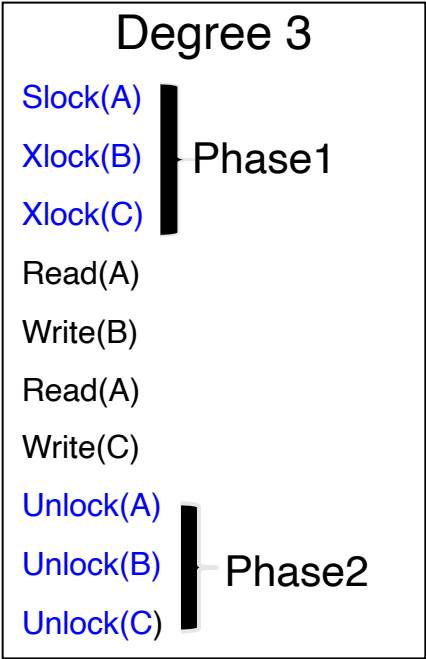 Degree 3
Slock(A)
Xlock(B)
Phase1
Xlock(C)
Read(A)
Write(B)
Read(A)
Write(C)
Unlock(A)
Unlock(B)
Phase2
Unlock(C)